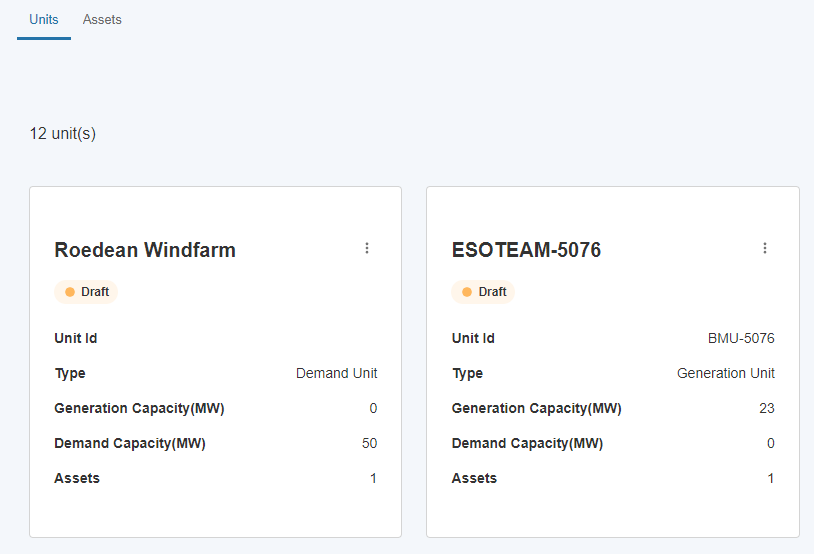 Units Assets
12 unit(s)
Roedean Windfarm
Draft
Unit Id
Type Demand Unit
Generation Capacity(MW) 0
Demand Capacity(MW) 50
Assets 1
ESOTEAM-5076
Draft
Unit Id BMU-5076
Type Generation Unit
Generation Capacity(MW) 23
Demand Capacity(MW) 0
Assets 1